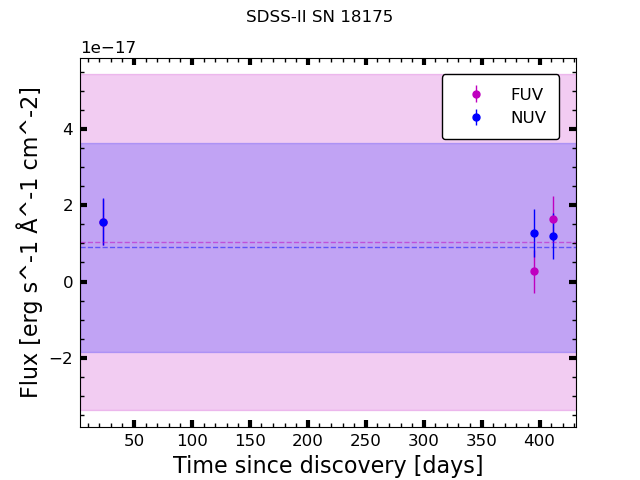 SDSS-II SN 18175
1e−17
FUV
NUV
4
2
0
−2
Flux [erg s^-1 Å^-1 cm^-2]
50 100 150 200 250 300 350 400
Time since discovery [days]